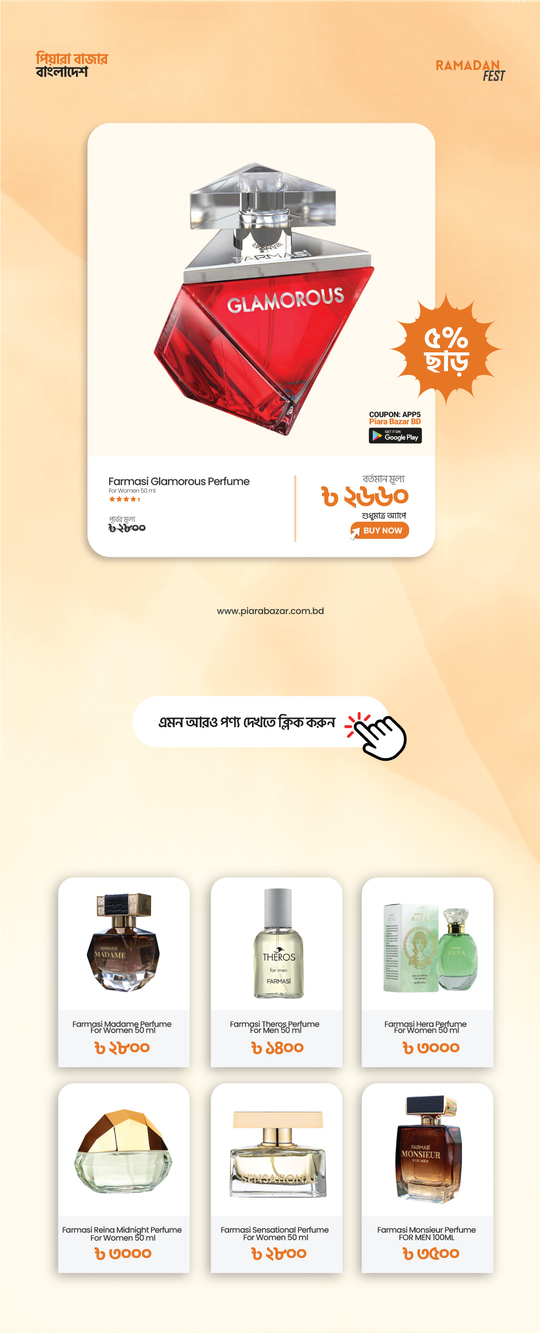 পিয়ারা বাজার
বাংলাদেশ
RAMADAN
FEST
FARMASI
GLAMOROUS
৫%
ছাড়
COUPON: APP5
Piara Bazar BD
GET IT ON
Google Play
Farmasi Glamorous Perfume
For Women 50 ml
পূর্বের মূল্য
৳ ২৮০০
বর্তমান মূল্য
৳ ২৬৬০
শুধুমাত্র অ্যাপে
BUY NOW
www.piarabazar.com.bd
এমন আরও পণ্য দেখতে ক্লিক করুন
MADAME
THEROS
for men
FARMASİ
HERA
HERA
Farmasi Madame Perfume
For Women 50 ml
৳ ২৮০০
Farmasi Theros Perfume
For Men 50 ml
৳ ১৪০০
Farmasi Hera Perfume
For Women 50 ml
৳ ৩০০০
SENSATIONAL
FARMASİ
MONSIEUR
FOR MEN
Farmasi Reina Midnight Perfume
For Women 50 ml
৳ ৩০০০
Farmasi Sensational Perfume
For Women 50 ml
৳ ২৮০০
Farmasi Monsieur Perfume
FOR MEN 100ML
৳ ৩৫০০